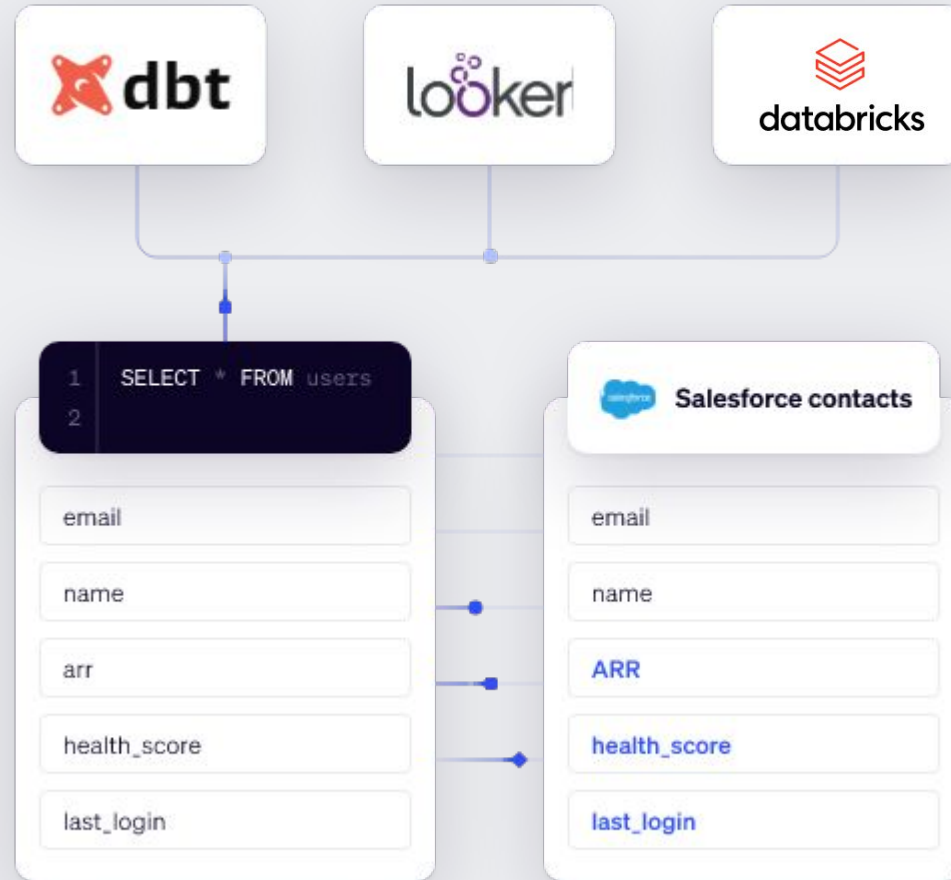 dbt
looker
databricks
1 SELECT * FROM users
2
salesforce
Salesforce contacts
email
name
arr
health_score
last_login
email
name
ARR
health_score
last_login